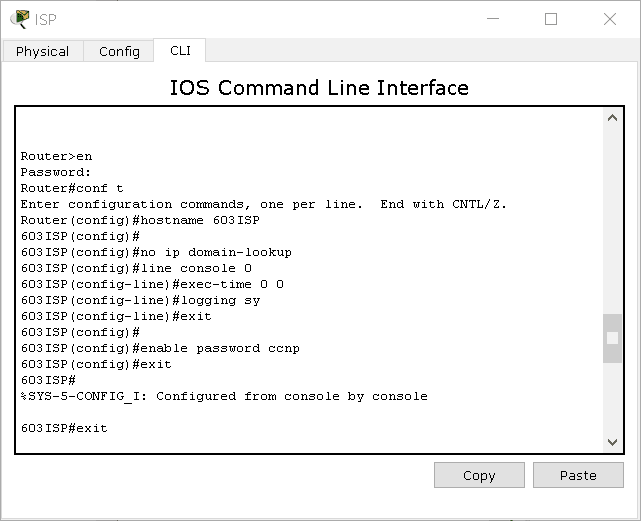 ISP
Physical Config CLI
IOS Command Line Interface
Router>en
Password:
Router#conf t
Enter configuration commands, one per line.  End with CNTL/Z.
Router(config)#hostname 603ISP
603ISP(config)#
603ISP(config)#no ip domain-lookup
603ISP(config)#line console 0
603ISP(config-line)#exec-time 0 0
603ISP(config-line)#logging sy
603ISP(config-line)#exit
603ISP(config)#
603ISP(config)#enable password ccnp
603ISP(config)#exit
603ISP#
%SYS-5-CONFIG_I: Configured from console by console
603ISP#exit
Copy Paste